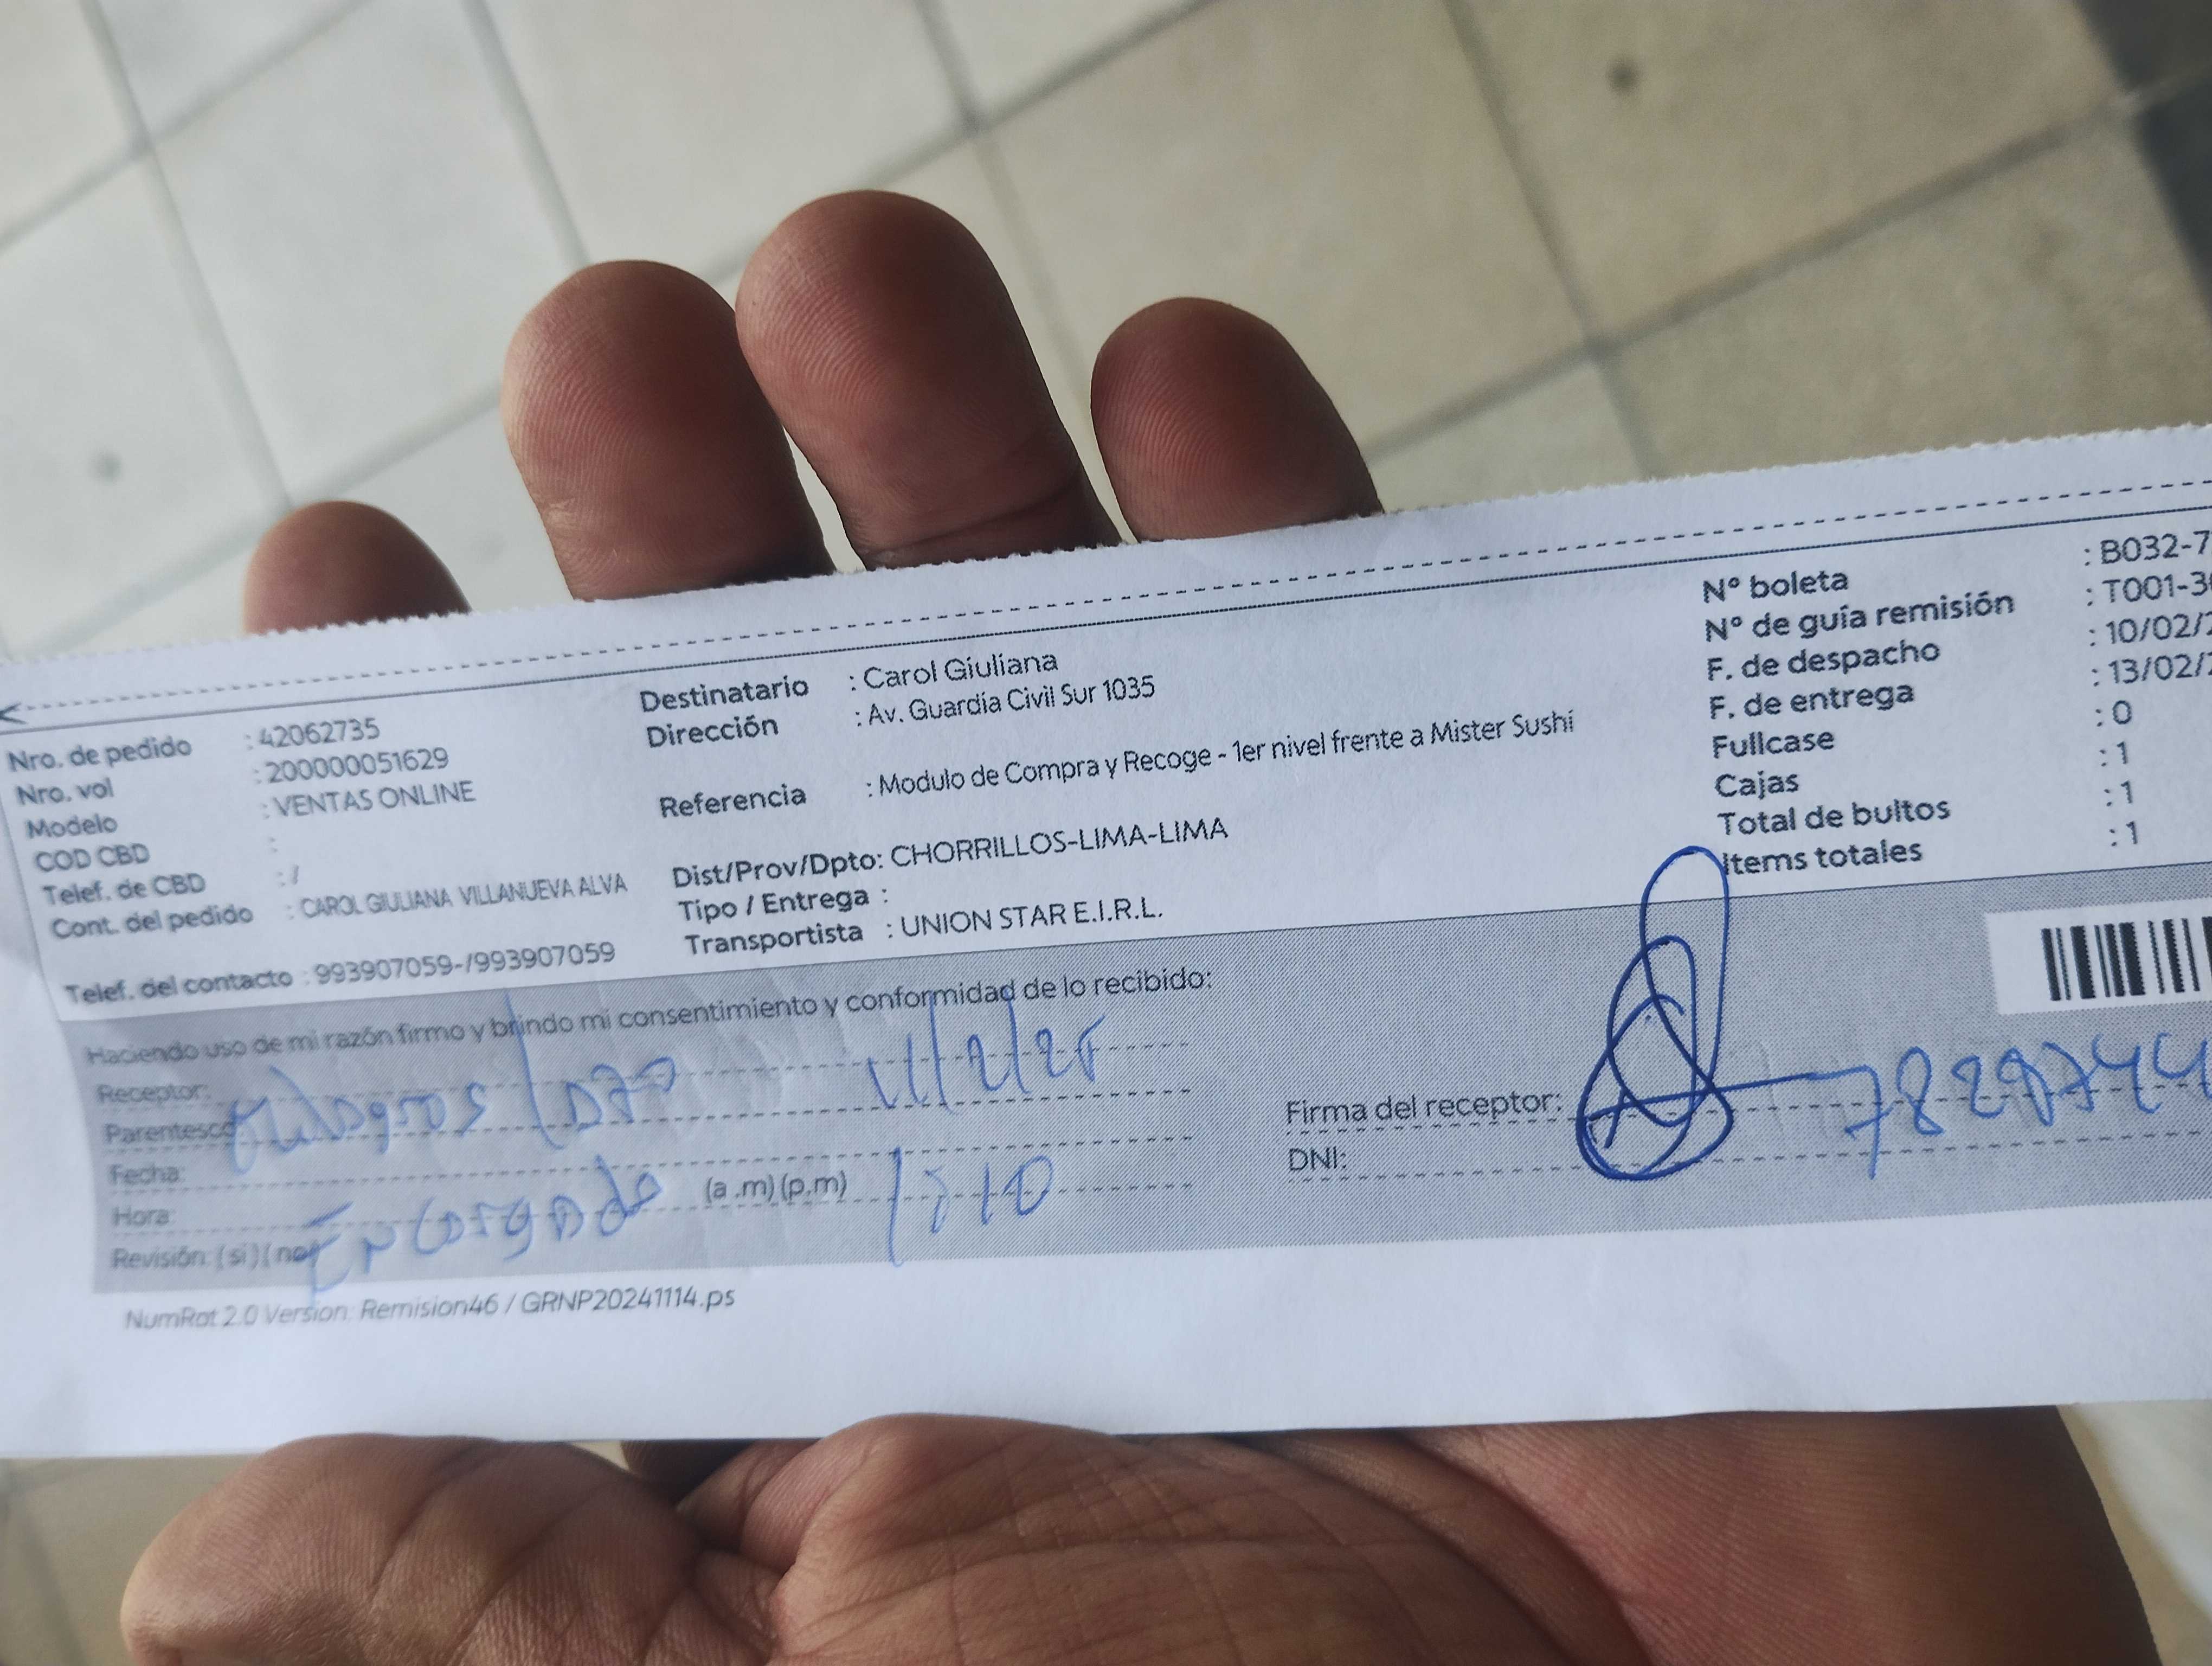 Nro. de pedido : 42062735
Nro. vol : 200000051629
Modelo : VENTAS ONLINE
COD CBD :
Telef. de CBD : /
Cont. del pedido : CAROL GIULIANA VILLANUEVA ALVA
Telef. del contacto : 993907059-/993907059
Destinatario : Carol Giuliana
Dirección : Av. Guardia Civil Sur 1035
Referencia : Modulo de Compra y Recoge - 1er nivel frente a Mister Sushi
Dist/Prov/Dpto: CHORRILLOS-LIMA-LIMA
Tipo / Entrega :
Transportista : UNION STAR E.I.R.L.
N° boleta : B032-7
N° de guía remisión : T001-3
F. de despacho : 10/02/2
F. de entrega : 13/02/2
Fullcase : 0
Cajas : 1
Total de bultos : 1
Items totales : 1
Haciendo uso de mi razón firmo y brindo mi consentimiento y conformidad de lo recibido:
Receptor:
Parentesco Milagros
Fecha:
Hora: (a .m) (p.m)
Revisión: (si) (no) Encargado
Firma del receptor:
DNI:
NumRot 2.0 Version: Remision46 / GRNP20241114.ps